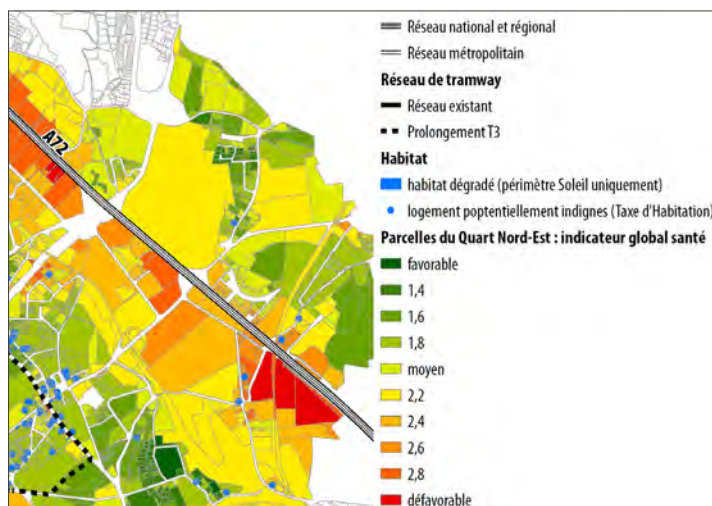 A72
Réseau national et régional
Réseau métropolitain
Réseau de tramway
Réseau existant
Prolongement T3
Habitat
habitat dégradé (périmètre Soleil uniquement)
logement poptentiellement indignes (Taxe d'Habitation)
Parcelles du Quart Nord-Est : indicateur global santé
favorable
1,4
1,6
1,8
moyen
2,2
2,4
2,6
2,8
défavorable